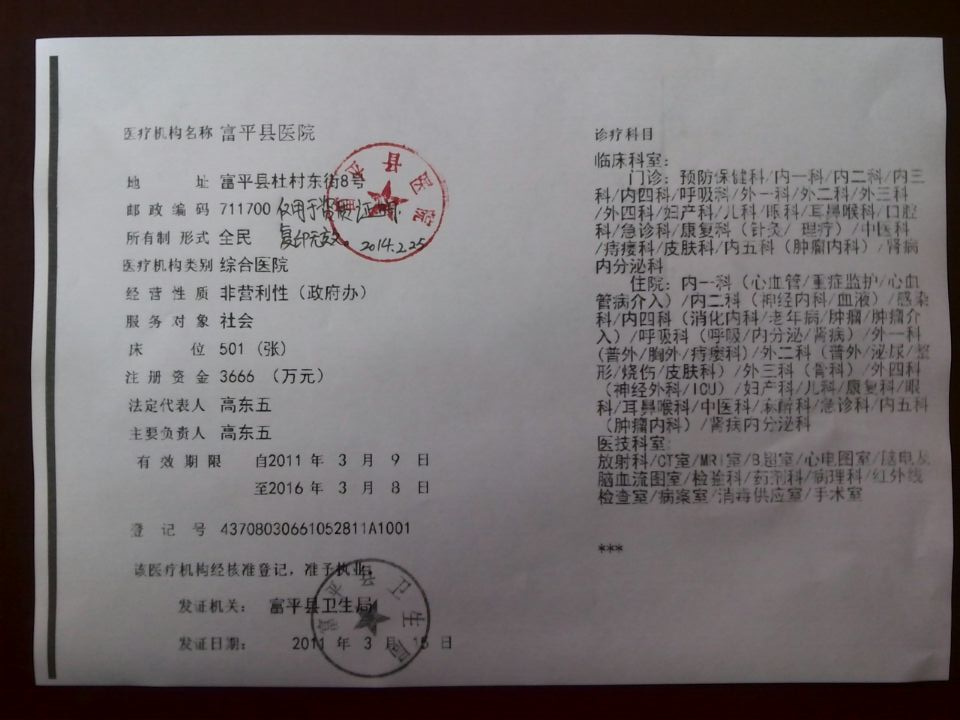 医疗机构名称 富平县医院
地 址 富平县杜村东街8号
邮政编码 711700 仅用于资质证明
所有制形式 全民 复印无效。2014.2.25
医疗机构类别 综合医院
经营性质 非营利性（政府办）
服务对象 社会
床 位 501（张）
注册资金 3666 （万元）
法定代表人 高东五
主要负责人 高东五
有效期限 自2011 年 3 月 9 日
至2016 年 3 月 8 日
登记号 43708030661052811A1001
该医疗机构经核准登记，准予执业。
发证机关： 富平县卫生局
发证日期： 2011 年 3 月 15 日
富平县医院
富平县卫生局
诊疗科目
临床科室：
门诊：预防保健科/内一科/内二科/内三
科/内四科/呼吸科/外一科/外二科/外三科
/外四科/妇产科/儿科/眼科/耳鼻喉科/口腔
科/急诊科/康复科（针灸/ 理疗）/中医科
/痔瘘科/皮肤科/内五科（肿瘤内科）/肾病
内分泌科
住院：内一科（心血管/重症监护/心血
管病介入）/内二科（神经内科/血液）/感染
科/内四科（消化内科/老年病/肿瘤/肿瘤介
入）/呼吸科（呼吸/内分泌/肾病）/外一科
（普外/胸外/痔瘘科）/外二科（普外/泌尿/整
形/烧伤/皮肤科）/外三科（骨科）/外四科
（神经外科/ICU）/妇产科/儿科/康复科/眼
科/耳鼻喉科/中医科/麻醉科/急诊科/内五科
（肿瘤内科）/肾病内分泌科
医技科室：
放射科/CT室/MRI室/B超室/心电图室/脑电及
脑血流图室/检验科/药剂科/病理科/红外线
检查室/病案室/消毒供应室/手术室
***